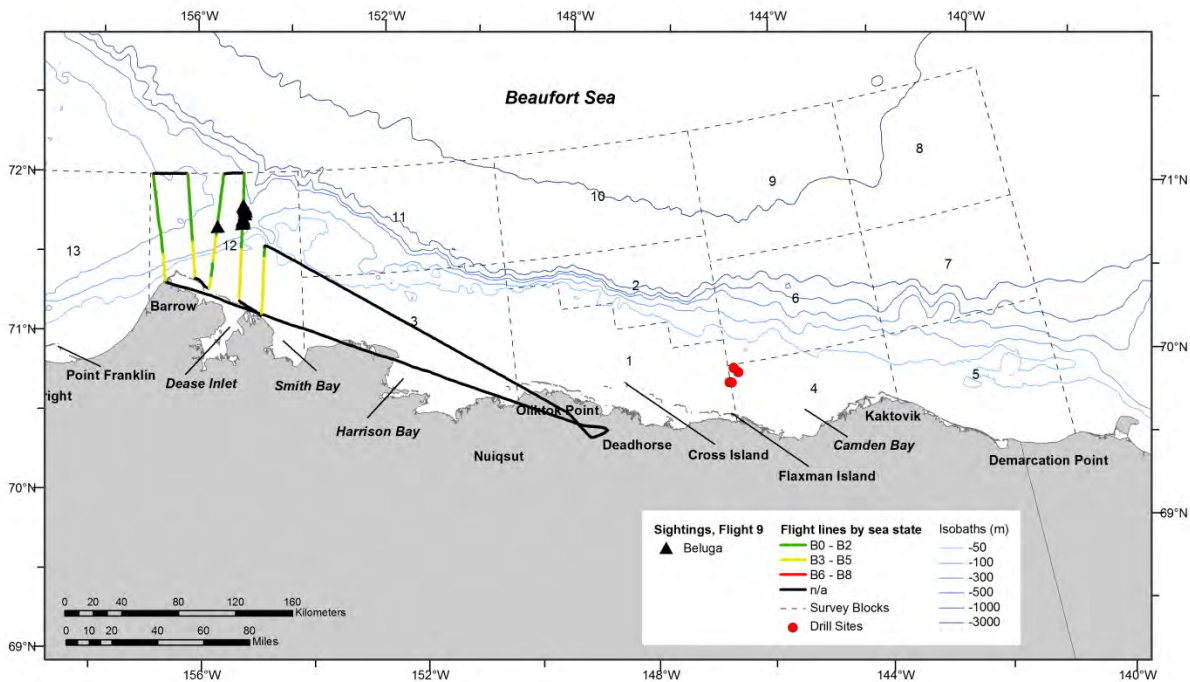 156°W 152°W 148°W 144°W 140°W
Beaufort Sea
72°N
71°N
8
9
10
11
12
13
7
6
2
3
1
5
4
Barrow
71°N
70°N
Point Franklin
right
Dease Inlet
Smith Bay
Harrison Bay
Oliktok Point
Nuiqsut
Deadhorse
Cross Island
Flaxman Island
Camden Bay
Kaktovik
Demarcation Point
70°N
69°N
69°N
Sightings, Flight 9
Beluga
Flight lines by sea state
B0 - B2
B3 - B5
B6 - B8
n/a
Survey Blocks
Drill Sites
Isobaths (m)
-50
-100
-300
-500
-1000
-3000
0 20 40 80 120 160
Kilometers
0 10 20 40 60 80
Miles
156°W 152°W 148°W 144°W 140°W